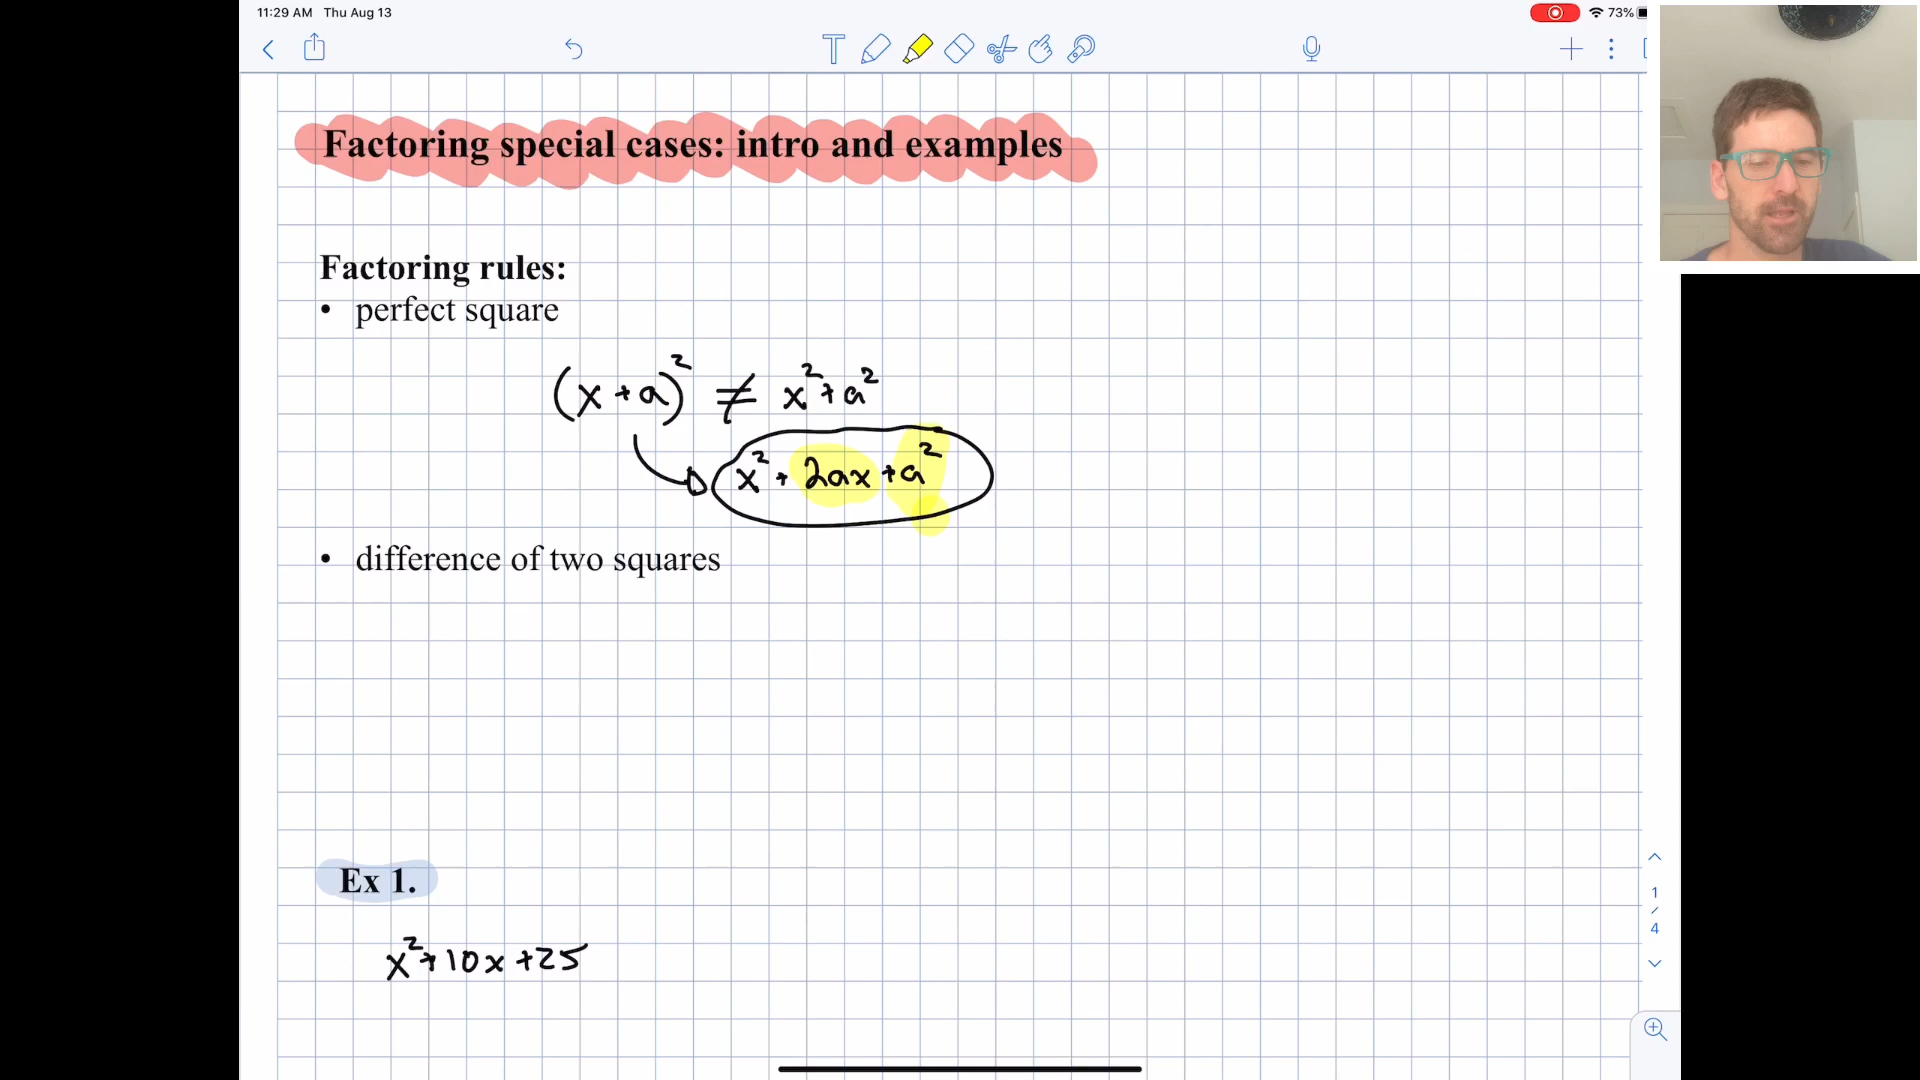 11:29 AM Thu Aug 13
73%
T
Factoring special cases: intro and examples
Factoring rules:
• perfect square
(x+a)² ≠ x²+a²
x² + 2ax + a²
• difference of two squares
Ex 1.
x²+10x+25
1
/
4